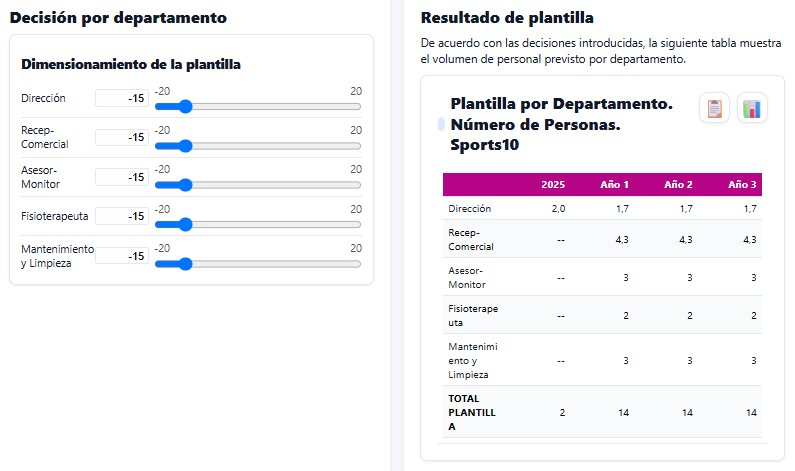 Decisión por departamento
Dimensionamiento de la plantilla
Dirección -15 -20 20
Recep-
Comercial -15 -20 20
Asesor-
Monitor -15 -20 20
Fisioterapeuta -15 -20 20
Mantenimiento
y Limpieza -15 -20 20
Resultado de plantilla
De acuerdo con las decisiones introducidas, la siguiente tabla muestra
el volumen de personal previsto por departamento.
Plantilla por Departamento.
Número de Personas.
Sports10
2025 Año 1 Año 2 Año 3
Dirección 2,0 1,7 1,7 1,7
Recep-
Comercial -- 4,3 4,3 4,3
Asesor-
Monitor -- 3 3 3
Fisioterape
uta -- 2 2 2
Mantenimi
ento y
Limpieza -- 3 3 3
TOTAL
PLANTILL
A 2 14 14 14